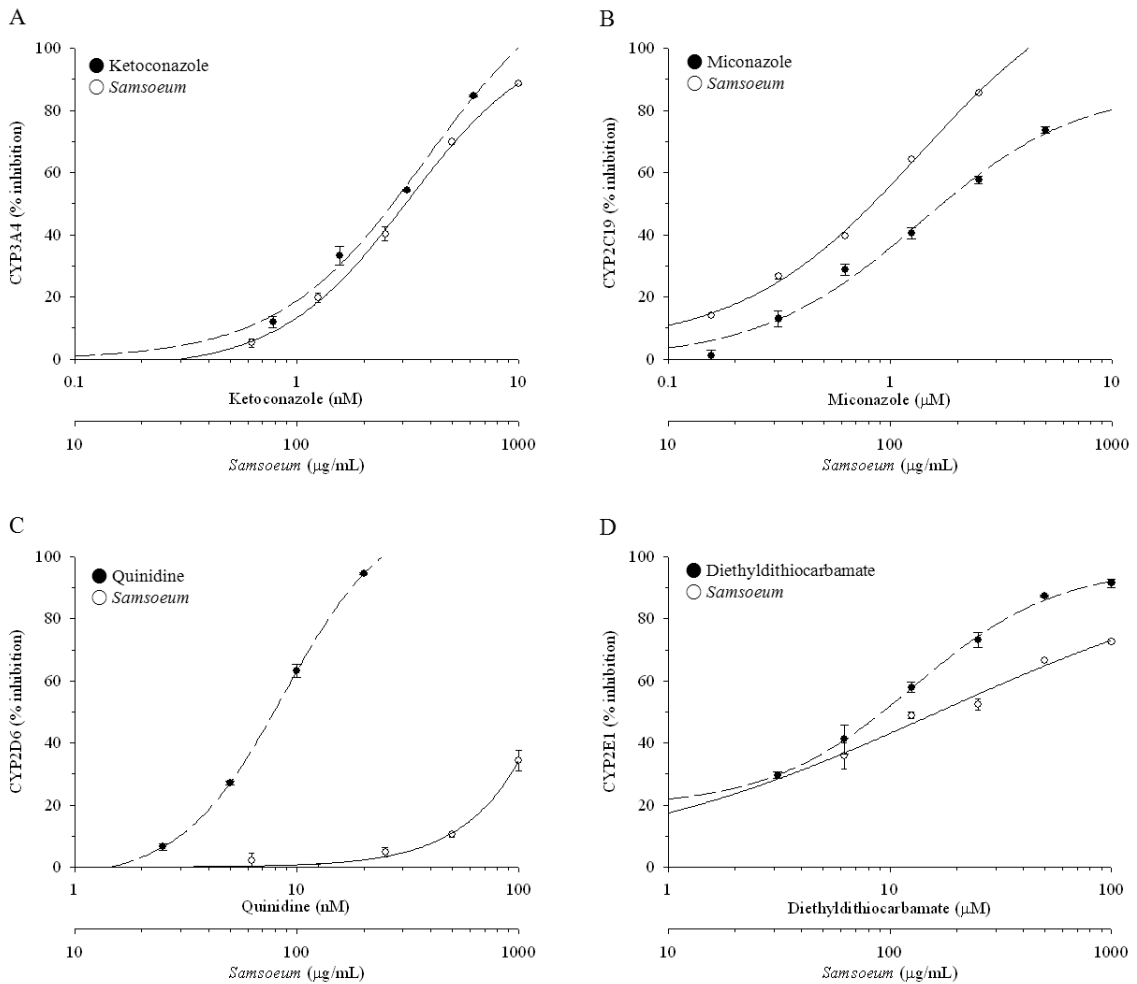 A
Ketoconazole
Samsoeum
CYP3A4 (% inhibition)
100
80
60
40
20
0
0.1 1 10
Ketoconazole (nM)
10 100 1000
Samsoeum (μg/mL)
B
Miconazole
Samsoeum
CYP2C19 (% inhibition)
100
80
60
40
20
0
0.1 1 10
Miconazole (μM)
10 100 1000
Samsoeum (μg/mL)
C
Quinidine
Samsoeum
CYP2D6 (% inhibition)
100
80
60
40
20
0
1 10 100
Quinidine (nM)
10 100 1000
Samsoeum (μg/mL)
D
Diethyldithiocarbamate
Samsoeum
CYP2E1 (% inhibition)
100
80
60
40
20
0
1 10 100
Diethyldithiocarbamate (μM)
10 100 1000
Samsoeum (μg/mL)